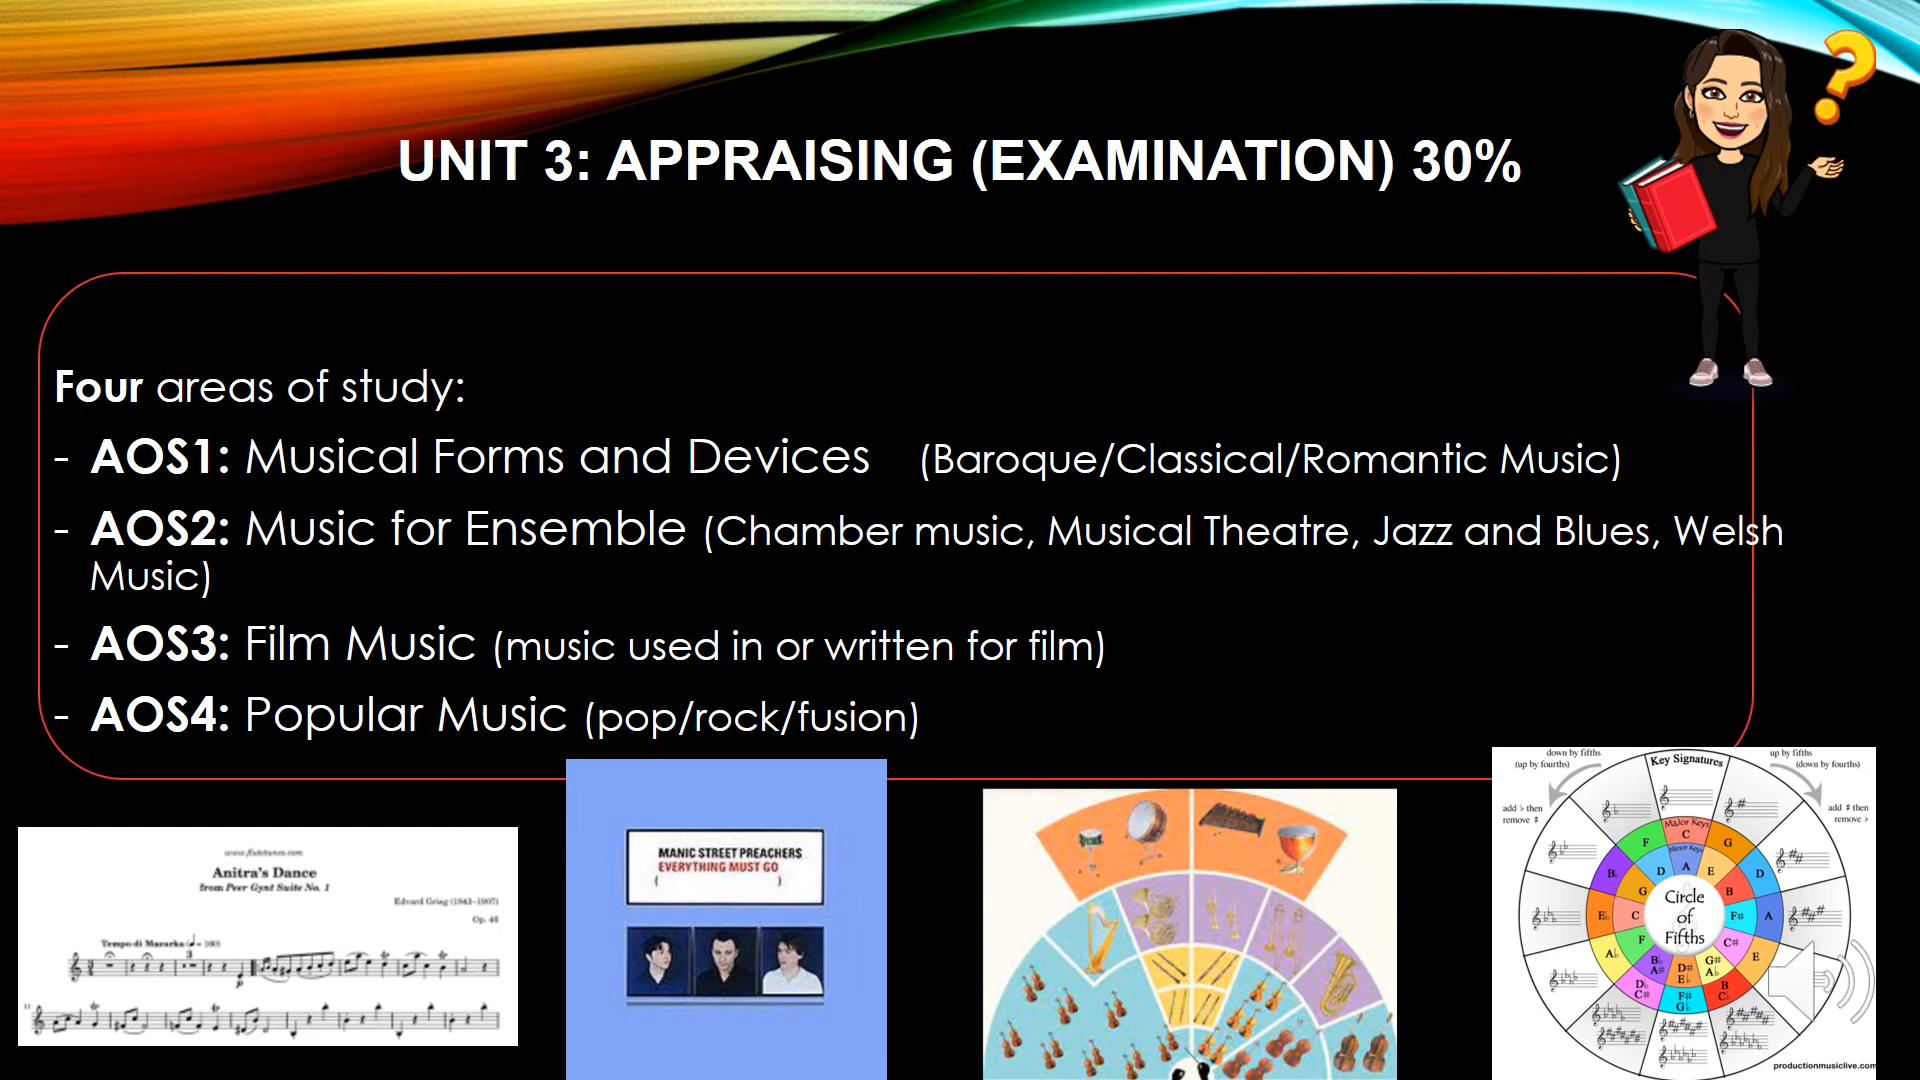 UNIT 3: APPRAISING (EXAMINATION) 30%
Four areas of study:
- AOS1: Musical Forms and Devices (Baroque/Classical/Romantic Music)
- AOS2: Music for Ensemble (Chamber music, Musical Theatre, Jazz and Blues, Welsh
Music)
- AOS3: Film Music (music used in or written for film)
- AOS4: Popular Music (pop/rock/fusion)
www.flutetunes.com
Anitra's Dance
from Peer Gynt Suite No. 1
Edvard Grieg (1843–1907)
Op. 46
Tempo di Mazurka (♩= 160)
3
p
MANIC STREET PREACHERS
EVERYTHING MUST GO
( )
down by fifths
(up by fourths)
up by fifths
(down by fourths)
Key Signatures
add ♭ then
remove ♯
add ♯ then
remove ♭
Major Keys
C
G
D
A
E
B
C♭
F♯
G♭
D♭
C♯
A♭
E♭
B♭
F
Minor Keys
A
E
B
F♯
C♯
G♯
A♭
D♯
E♭
B♭
A♯
F
C
G
D
Circle
of
Fifths
productionmusiclive.com